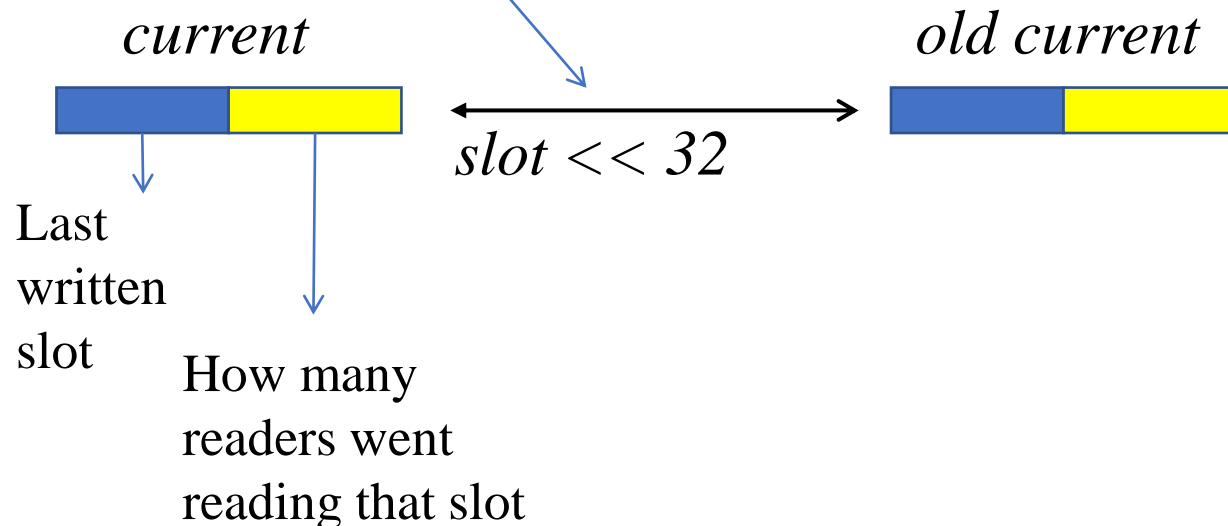 current
old current
slot << 32
Last
written
slot
How many
readers went
reading that slot